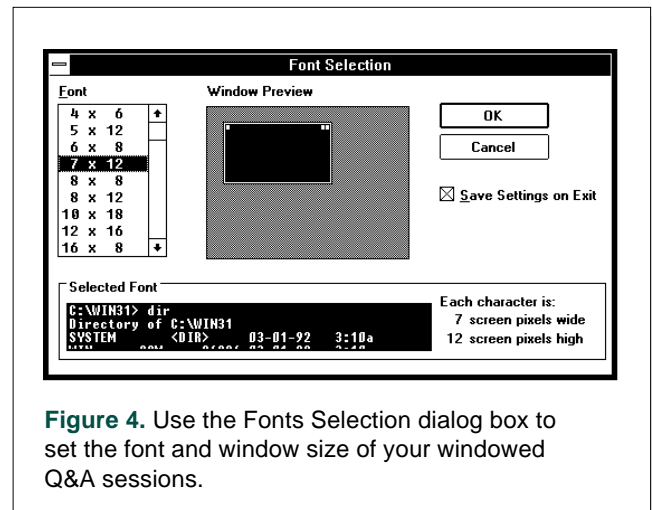 Font Selection
Font
Window Preview
4 x 6
5 x 12
6 x 8
7 x 12
8 x 8
8 x 12
10 x 18
12 x 16
16 x 8
OK
Cancel
Save Settings on Exit
Selected Font
C:\WIN31> dir
Directory of C:\WIN31
SYSTEM <DIR> 03-01-92 3:10a
Each character is:
7 screen pixels wide
12 screen pixels high
Figure 4. Use the Fonts Selection dialog box to
set the font and window size of your windowed
Q&A sessions.